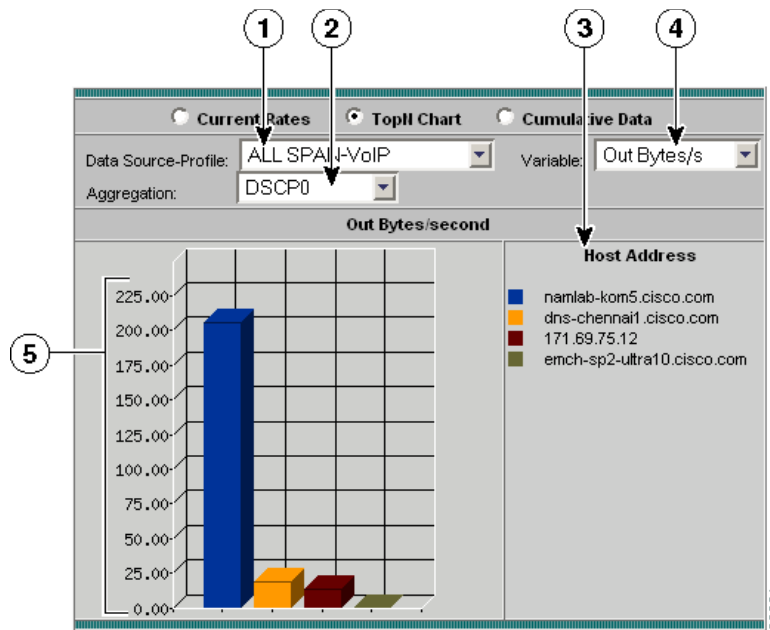 1 2 3 4
Current Rates TopN Chart Cumulative Data
Data Source-Profile: ALL SPAN-VoIP Variable: Out Bytes/s
Aggregation: DSCP0
Out Bytes/second
Host Address
225.00
200.00
175.00
150.00
125.00
100.00
75.00
50.00
25.00
0.00
5
namlab-kom5.cisco.com
dns-chennai1.cisco.com
171.69.75.12
emch-sp2-ultra10.cisco.com